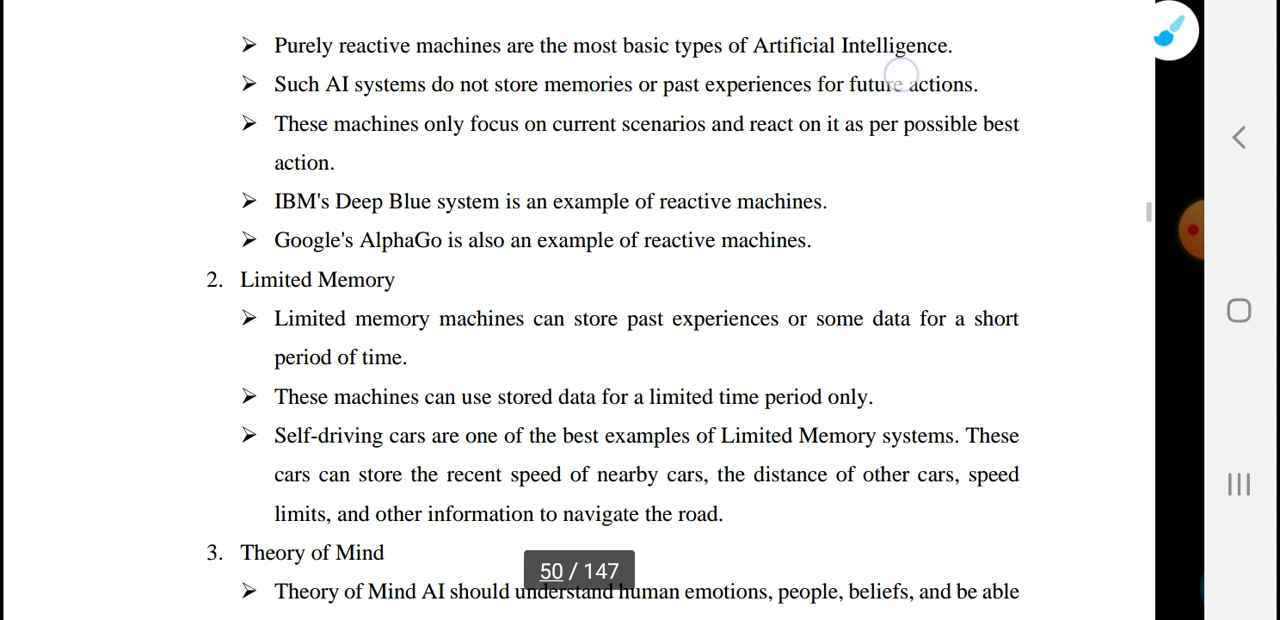 ➢ Purely reactive machines are the most basic types of Artificial Intelligence.
➢ Such AI systems do not store memories or past experiences for future actions.
➢ These machines only focus on current scenarios and react on it as per possible best
action.
➢ IBM's Deep Blue system is an example of reactive machines.
➢ Google's AlphaGo is also an example of reactive machines.
2. Limited Memory
➢ Limited memory machines can store past experiences or some data for a short
period of time.
➢ These machines can use stored data for a limited time period only.
➢ Self-driving cars are one of the best examples of Limited Memory systems. These
cars can store the recent speed of nearby cars, the distance of other cars, speed
limits, and other information to navigate the road.
3. Theory of Mind
50 / 147
➢ Theory of Mind AI should understand human emotions, people, beliefs, and be able